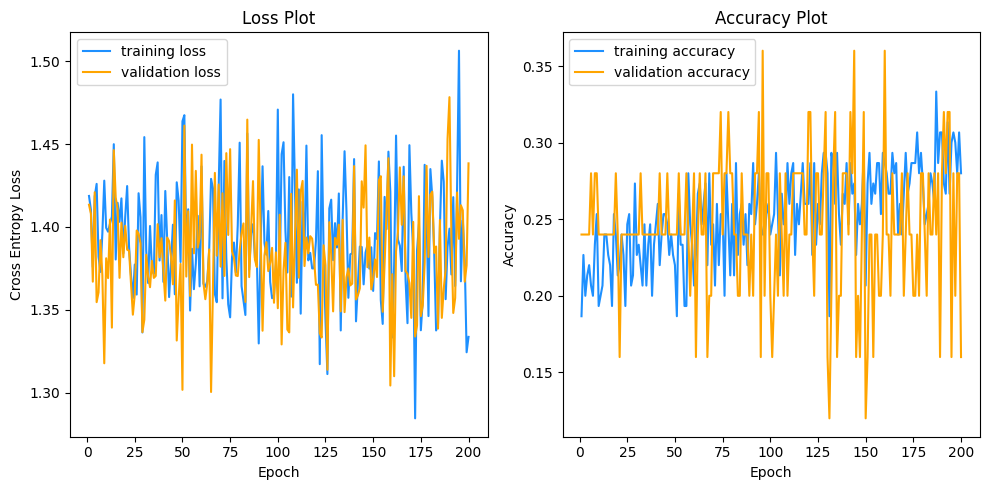 Loss Plot
training loss
validation loss
Cross Entropy Loss
1.50
1.45
1.40
1.35
1.30
0 25 50 75 100 125 150 175 200
Epoch
Accuracy Plot
training accuracy
validation accuracy
Accuracy
0.35
0.30
0.25
0.20
0.15
0 25 50 75 100 125 150 175 200
Epoch